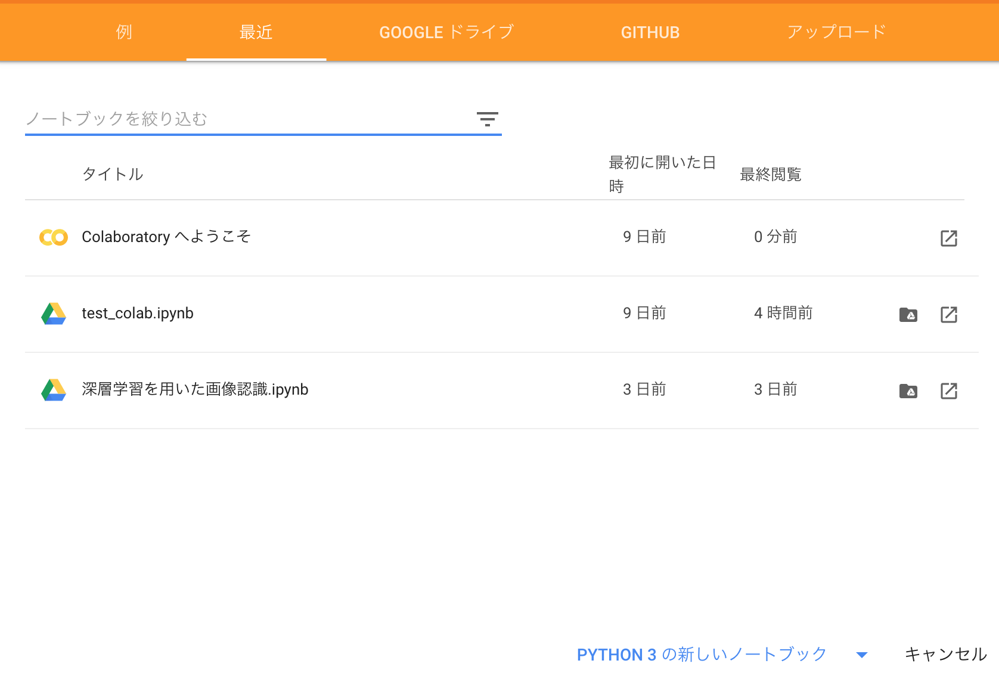 例 最近 GOOGLE ドライブ GITHUB アップロード
ノートブックを絞り込む
タイトル 最初に開いた日時 最終閲覧
Colaboratory へようこそ 9 日前 0 分前
test_colab.ipynb 9 日前 4 時間前
深層学習を用いた画像認識.ipynb 3 日前 3 日前
PYTHON 3 の新しいノートブック キャンセル